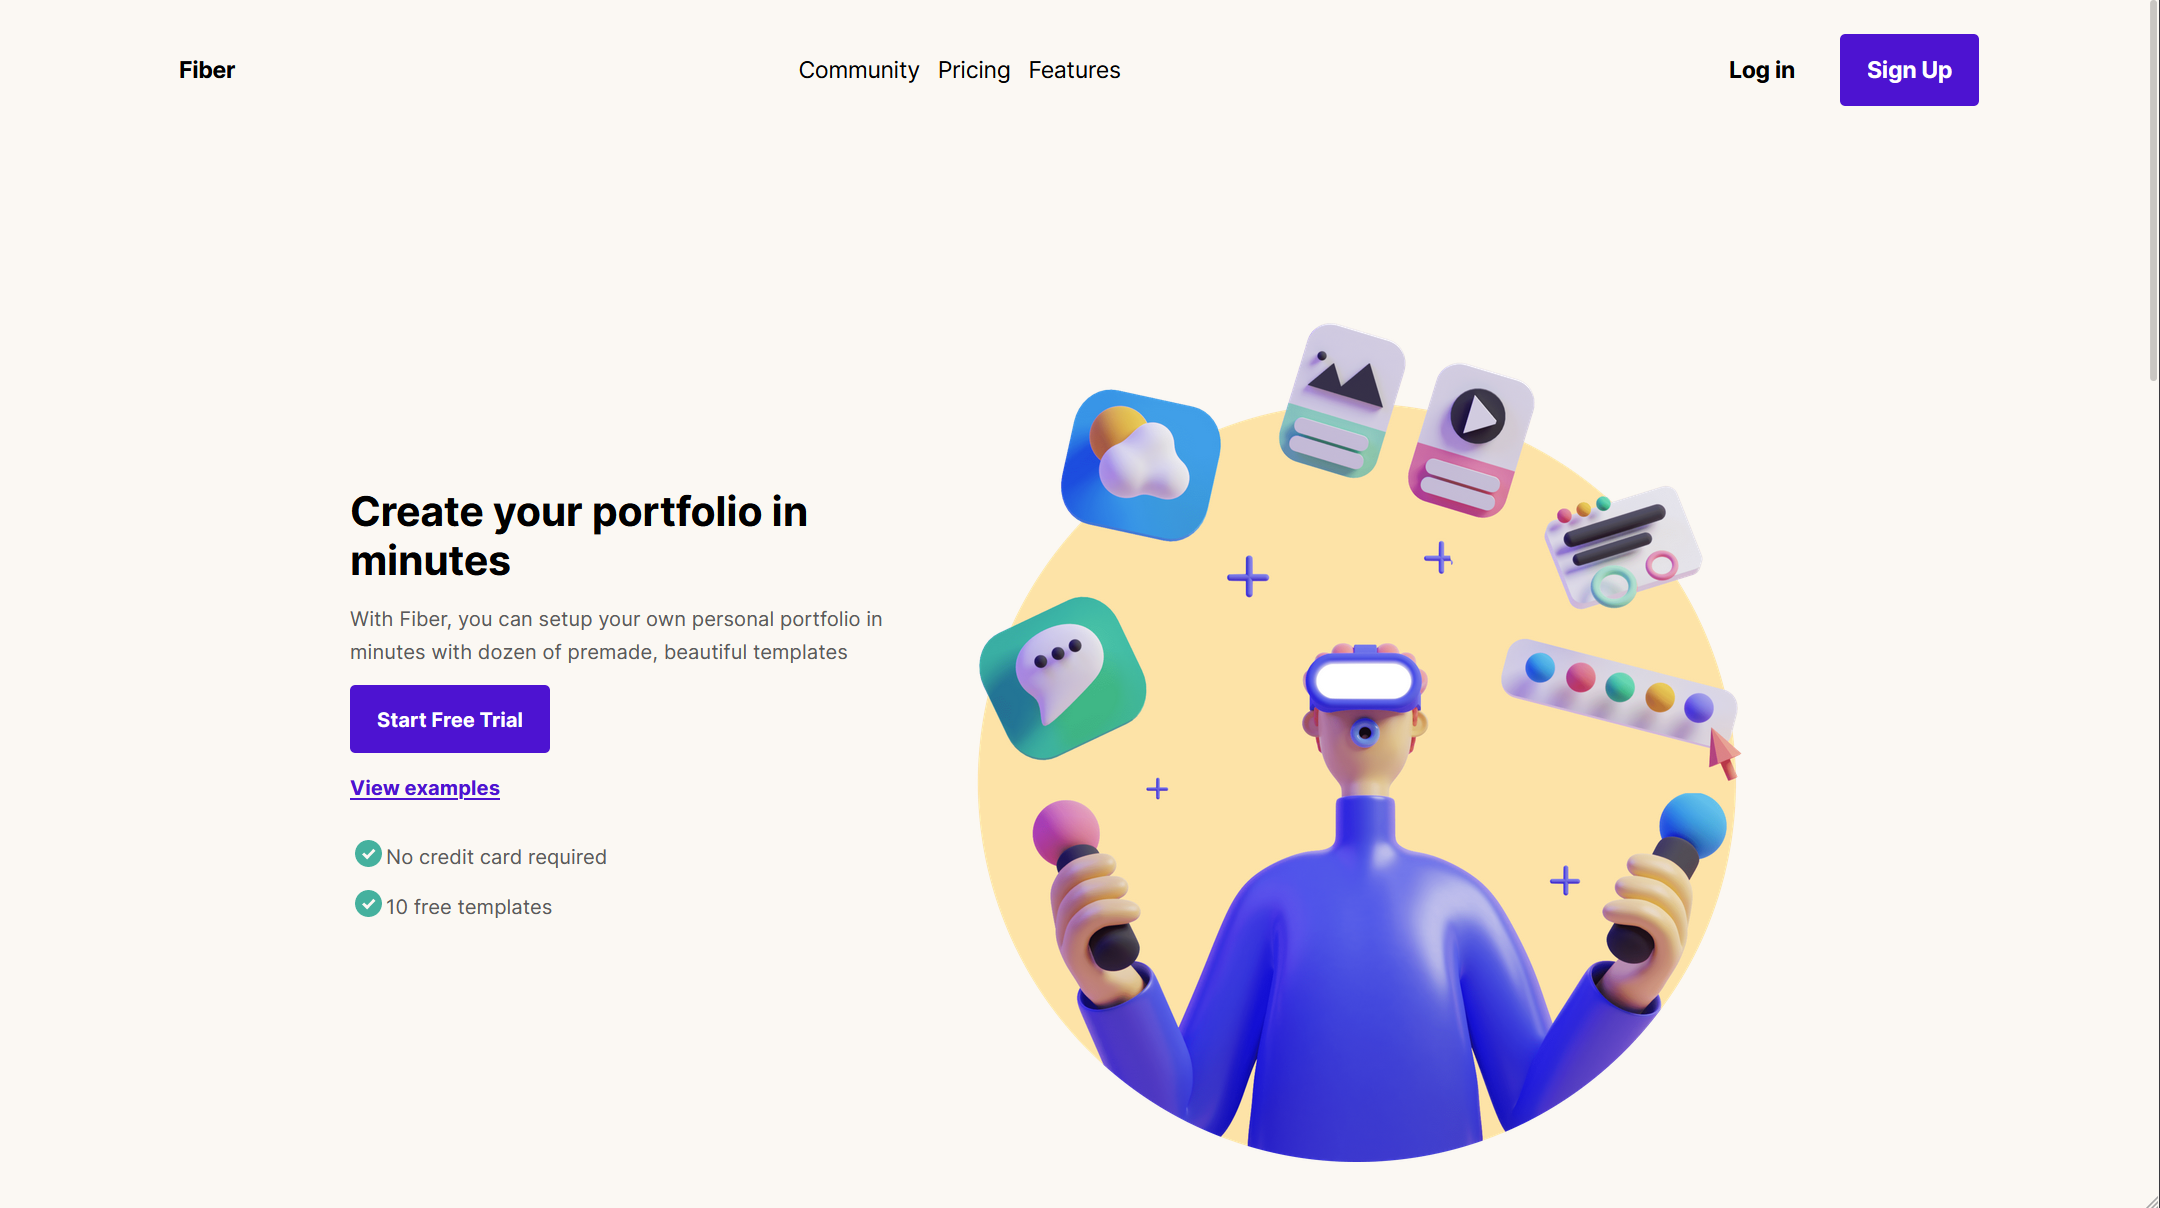 Fiber
Community Pricing Features
Log in
Sign Up
Create your portfolio in
minutes
With Fiber, you can setup your own personal portfolio in
minutes with dozen of premade, beautiful templates
Start Free Trial
View examples
No credit card required
10 free templates